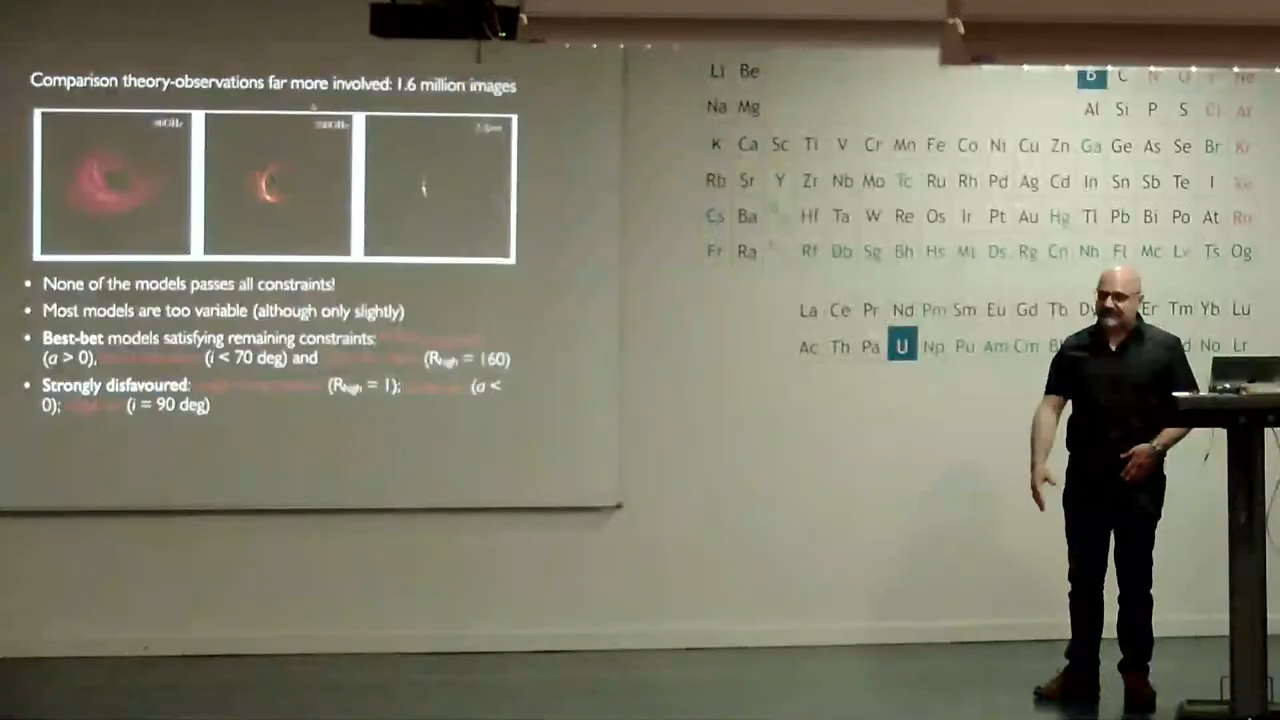 Comparison theory-observations far more involved: 1.6 million images
• None of the models passes all constraints!
• Most models are too variable (although only slightly)
• Best-bet models satisfying remaining constraints:
(a > 0), (i < 70 deg) and (Rhigh = 160)
• Strongly disfavoured: (Rhigh = 1); (a <
0); (i = 90 deg)
Li Be B C N O F Ne
Na Mg Al Si P S Cl Ar
K Ca Sc Ti V Cr Mn Fe Co Ni Cu Zn Ga Ge As Se Br Kr
Rb Sr Y Zr Nb Mo Tc Ru Rh Pd Ag Cd In Sn Sb Te I Xe
Cs Ba Hf Ta W Re Os Ir Pt Au Hg Tl Pb Bi Po At Rn
Fr Ra Rf Db Sg Bh Hs Mt Ds Rg Cn Nh Fl Mc Lv Ts Og
La Ce Pr Nd Pm Sm Eu Gd Tb Er Tm Yb Lu
Ac Th Pa U Np Pu Am Cm No Lr